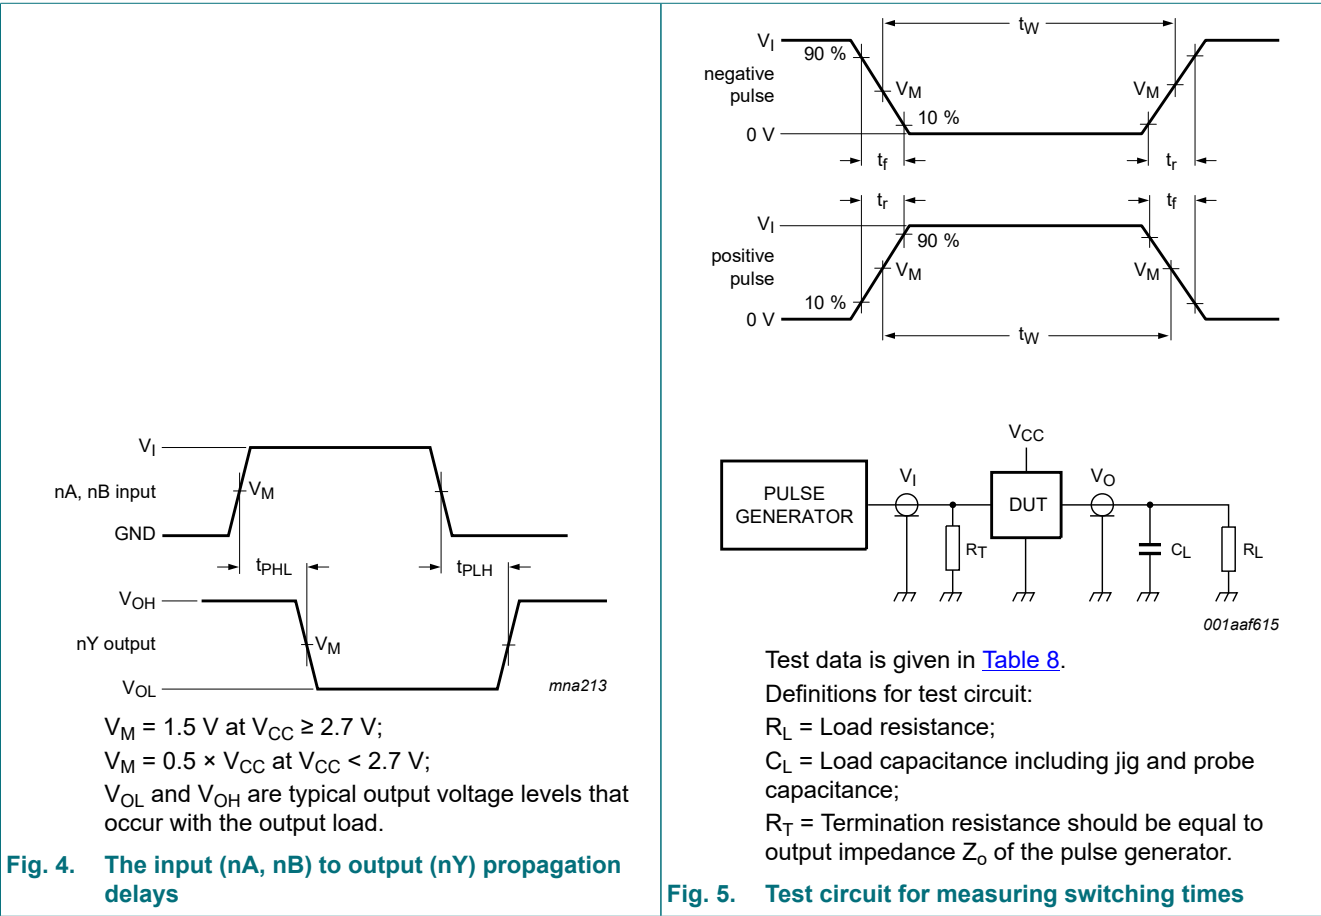 VI
nA, nB input
VM
GND
tPHL
tPLH
VOH
nY output
VM
VOL
mna213
VM = 1.5 V at VCC ≥ 2.7 V;
VM = 0.5 × VCC at VCC < 2.7 V;
VOL and VOH are typical output voltage levels that
occur with the output load.
Fig. 4. The input (nA, nB) to output (nY) propagation
delays
tW
VI
90 %
negative
pulse
VM
VM
10 %
0 V
tf
tr
tr
tf
VI
90 %
positive
pulse
VM
VM
10 %
0 V
tW
VCC
PULSE
GENERATOR
VI
DUT
VO
RT
CL
RL
001aaf615
Test data is given in Table 8.
Definitions for test circuit:
RL = Load resistance;
CL = Load capacitance including jig and probe
capacitance;
RT = Termination resistance should be equal to
output impedance Zo of the pulse generator.
Fig. 5. Test circuit for measuring switching times